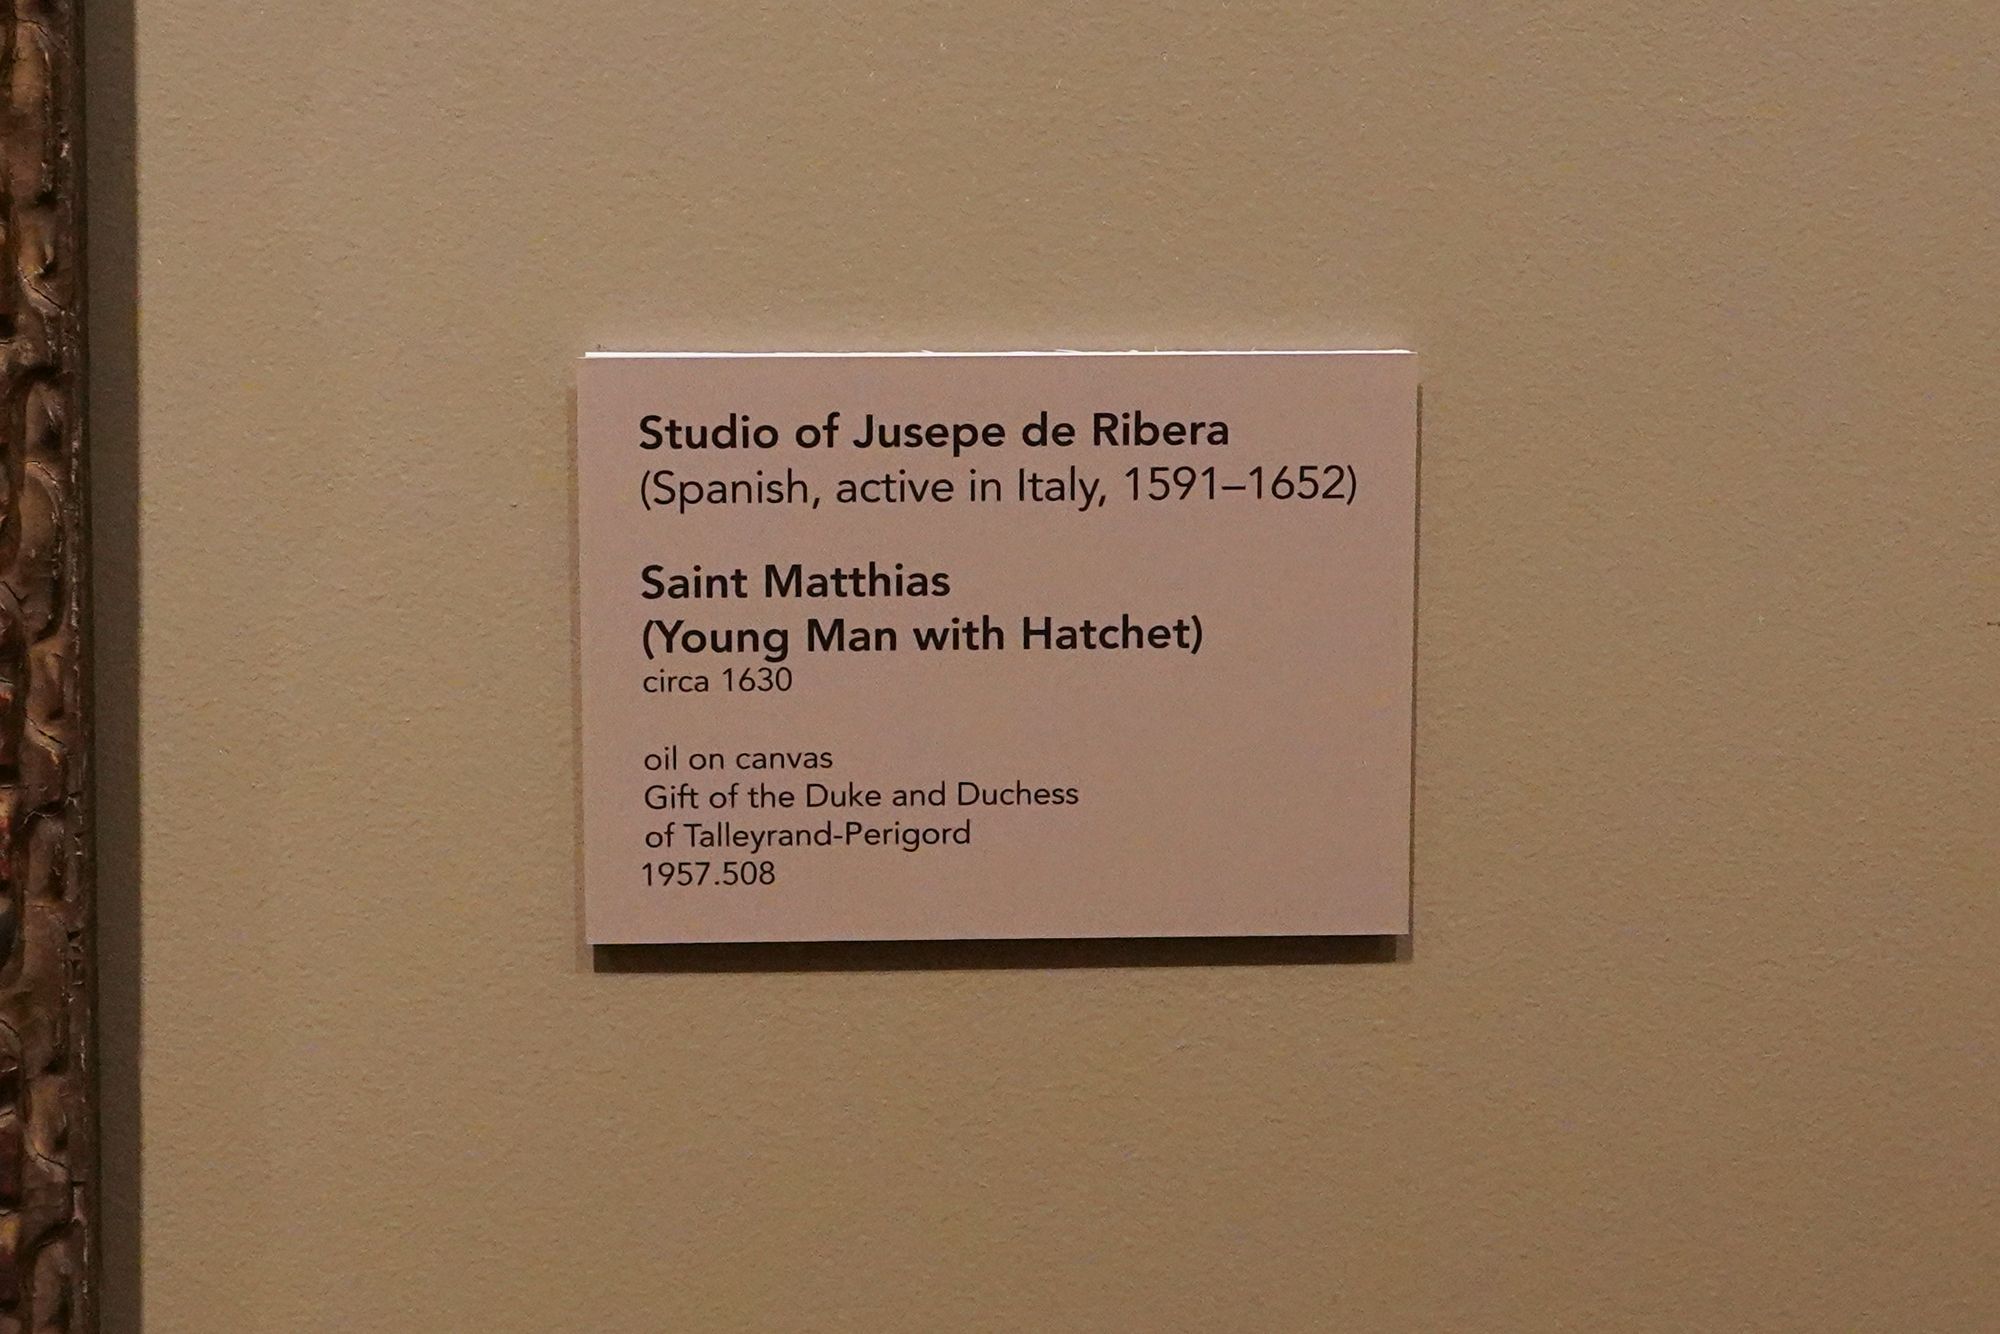 Studio of Jusepe de Ribera
(Spanish, active in Italy, 1591–1652)
Saint Matthias
(Young Man with Hatchet)
circa 1630
oil on canvas
Gift of the Duke and Duchess
of Talleyrand-Perigord
1957.508